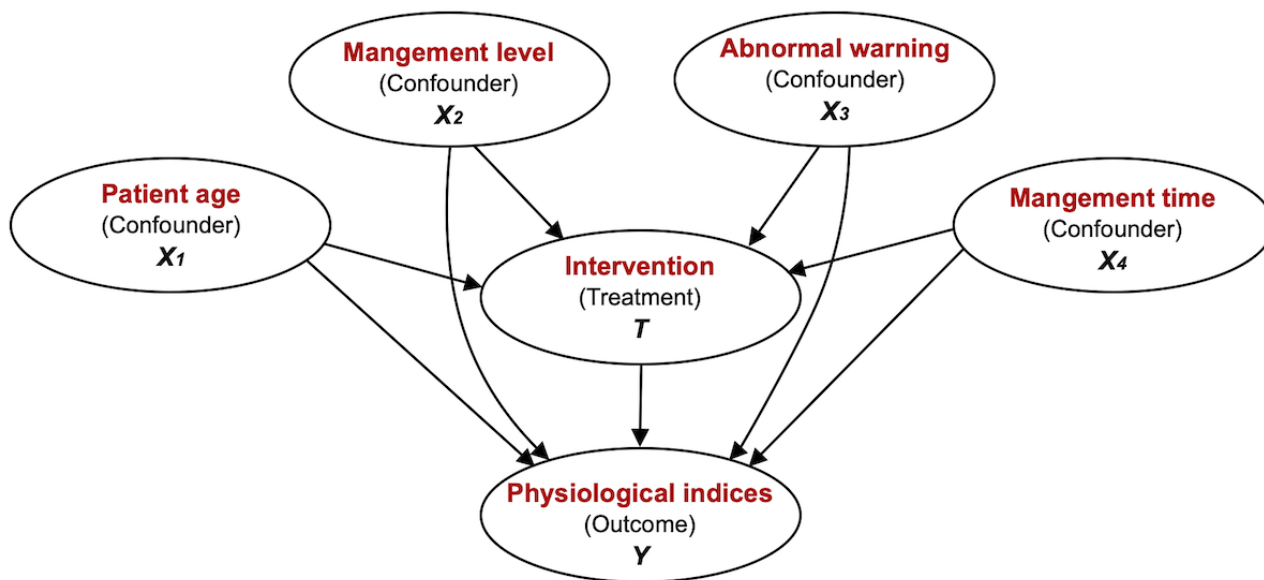 Mangement level
(Confounder)
X2
Abnormal warning
(Confounder)
X3
Patient age
(Confounder)
X1
Mangement time
(Confounder)
X4
Intervention
(Treatment)
T
Physiological indices
(Outcome)
Y